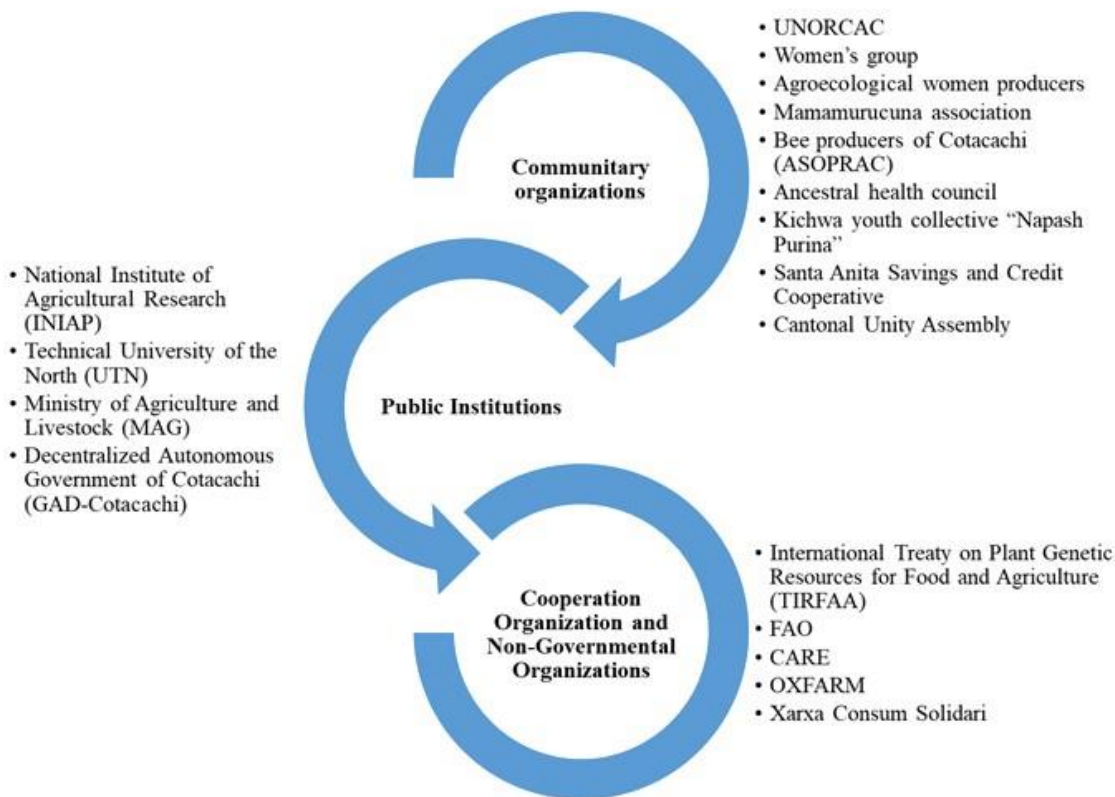 Communitary
organizations
• UNORCAC
• Women's group
• Agroecological women producers
• Mamamurucuna association
• Bee producers of Cotacachi
(ASOPRAC)
• Ancestral health council
• Kichwa youth collective “Napash
Purina”
• Santa Anita Savings and Credit
Cooperative
• Cantonal Unity Assembly
Public Institutions
• National Institute of
Agricultural Research
(INIAP)
• Technical University of the
North (UTN)
• Ministry of Agriculture and
Livestock (MAG)
• Decentralized Autonomous
Government of Cotacachi
(GAD-Cotacachi)
Cooperation
Organization and
Non-Governmental
Organizations
• International Treaty on Plant Genetic
Resources for Food and Agriculture
(TIRFAA)
• FAO
• CARE
• OXFARM
• Xarxa Consum Solidari